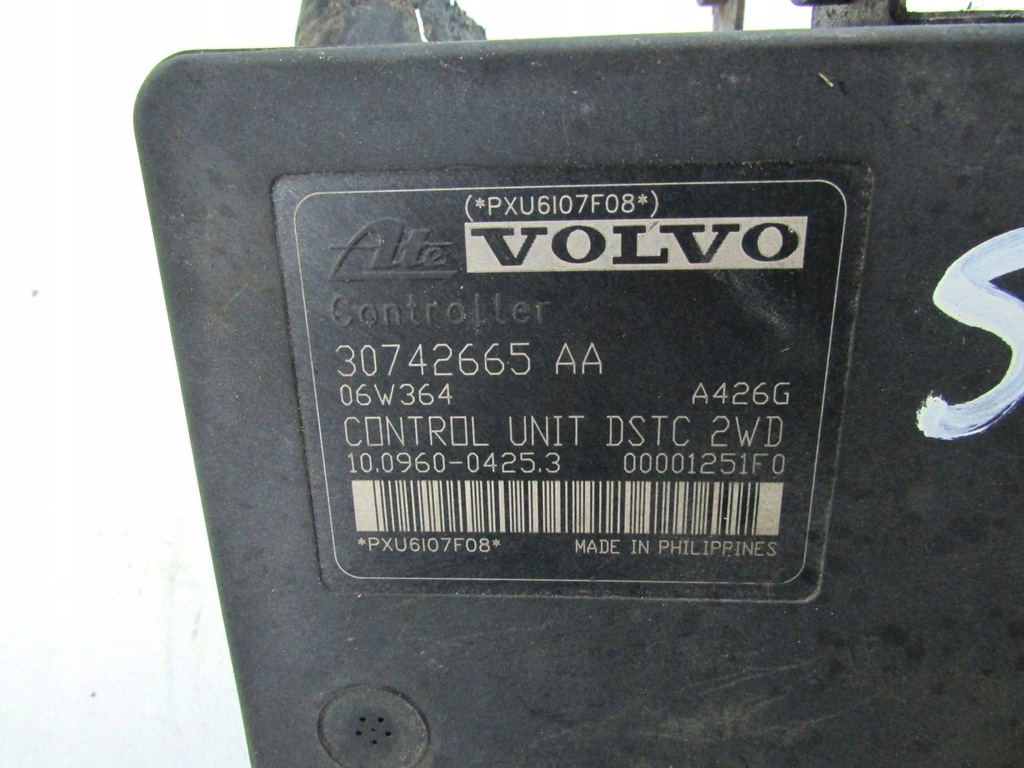 (*PXU6I07F08*)
Ate VOLVO
Controller
30742665 AA
06W364 A426G
CONTROL UNIT DSTC 2WD
10.0960-0425.3 00001251F0
*PXU6I07F08*
MADE IN PHILIPPINES
S